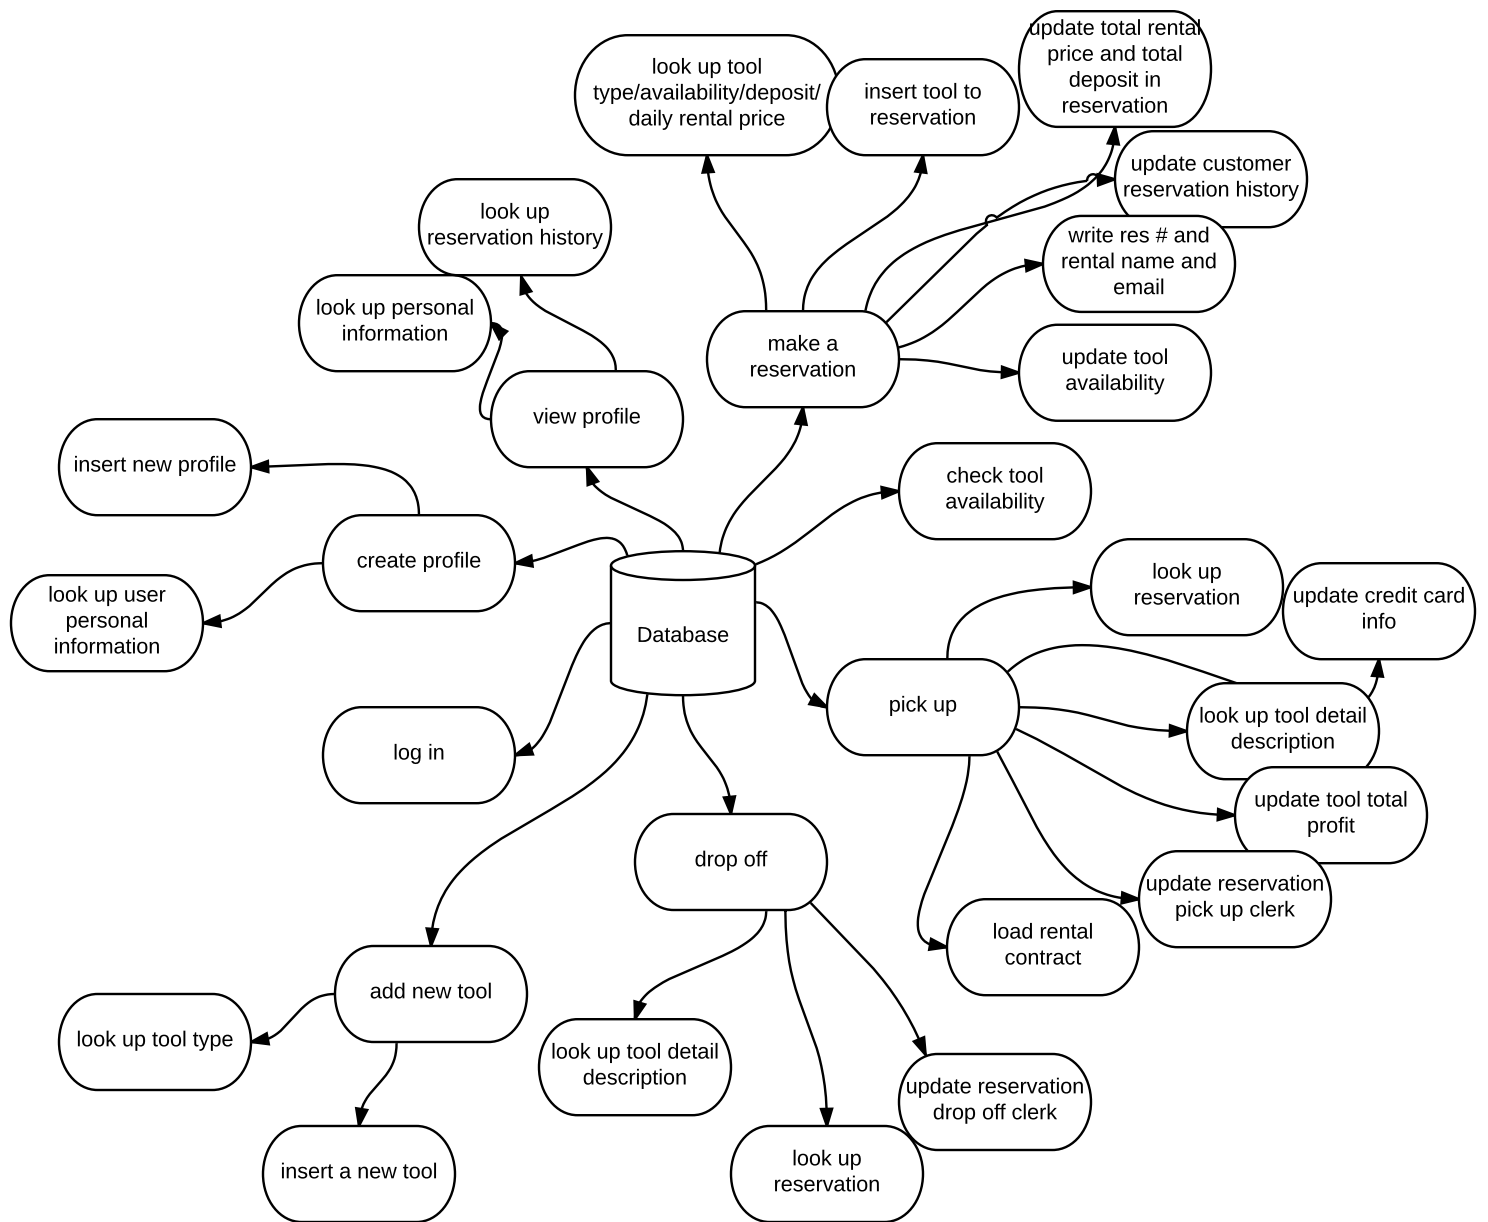 update total rental
price and total
deposit in
reservation
look up tool
type/availability/deposit/
daily rental price
insert tool to
reservation
update customer
reservation history
look up
reservation history
write res # and
rental name and
email
look up personal
information
make a
reservation
update tool
availability
view profile
insert new profile
check tool
availability
create profile
look up user
personal
information
look up
reservation
update credit card
info
Database
pick up
look up tool detail
description
log in
update tool total
profit
drop off
update reservation
pick up clerk
load rental
contract
add new tool
look up tool type
look up tool detail
description
update reservation
drop off clerk
insert a new tool
look up
reservation